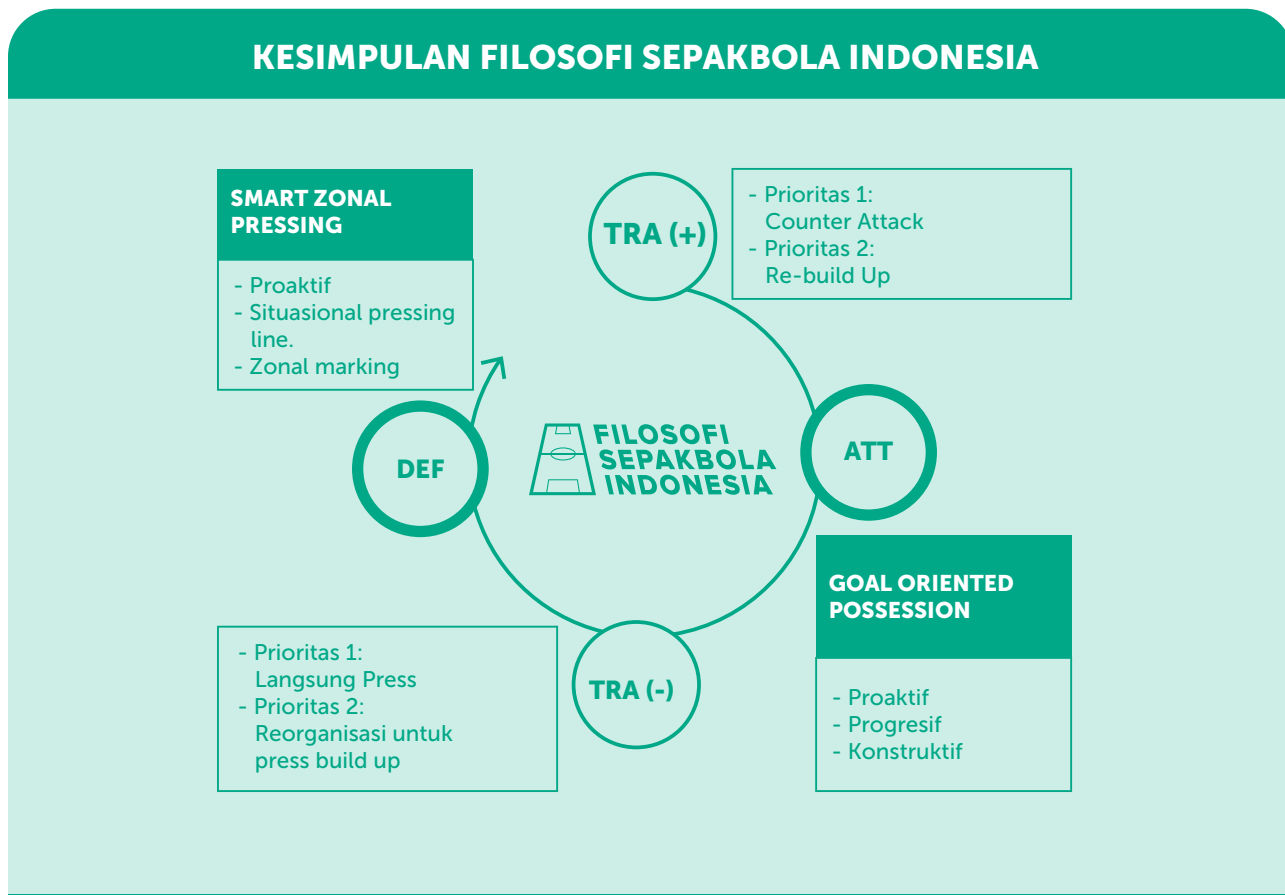 KESIMPULAN FILOSOFI SEPAKBOLA INDONESIA
SMART ZONAL
PRESSING
- Proaktif
- Situasional pressing
line.
- Zonal marking
TRA (+)
- Prioritas 1:
Counter Attack
- Prioritas 2:
Re-build Up
DEF
FILOSOFI
SEPAKBOLA
INDONESIA
ATT
GOAL ORIENTED
POSSESSION
- Proaktif
- Progresif
- Konstruktif
- Prioritas 1:
Langsung Press
- Prioritas 2:
Reorganisasi untuk
press build up
TRA (-)